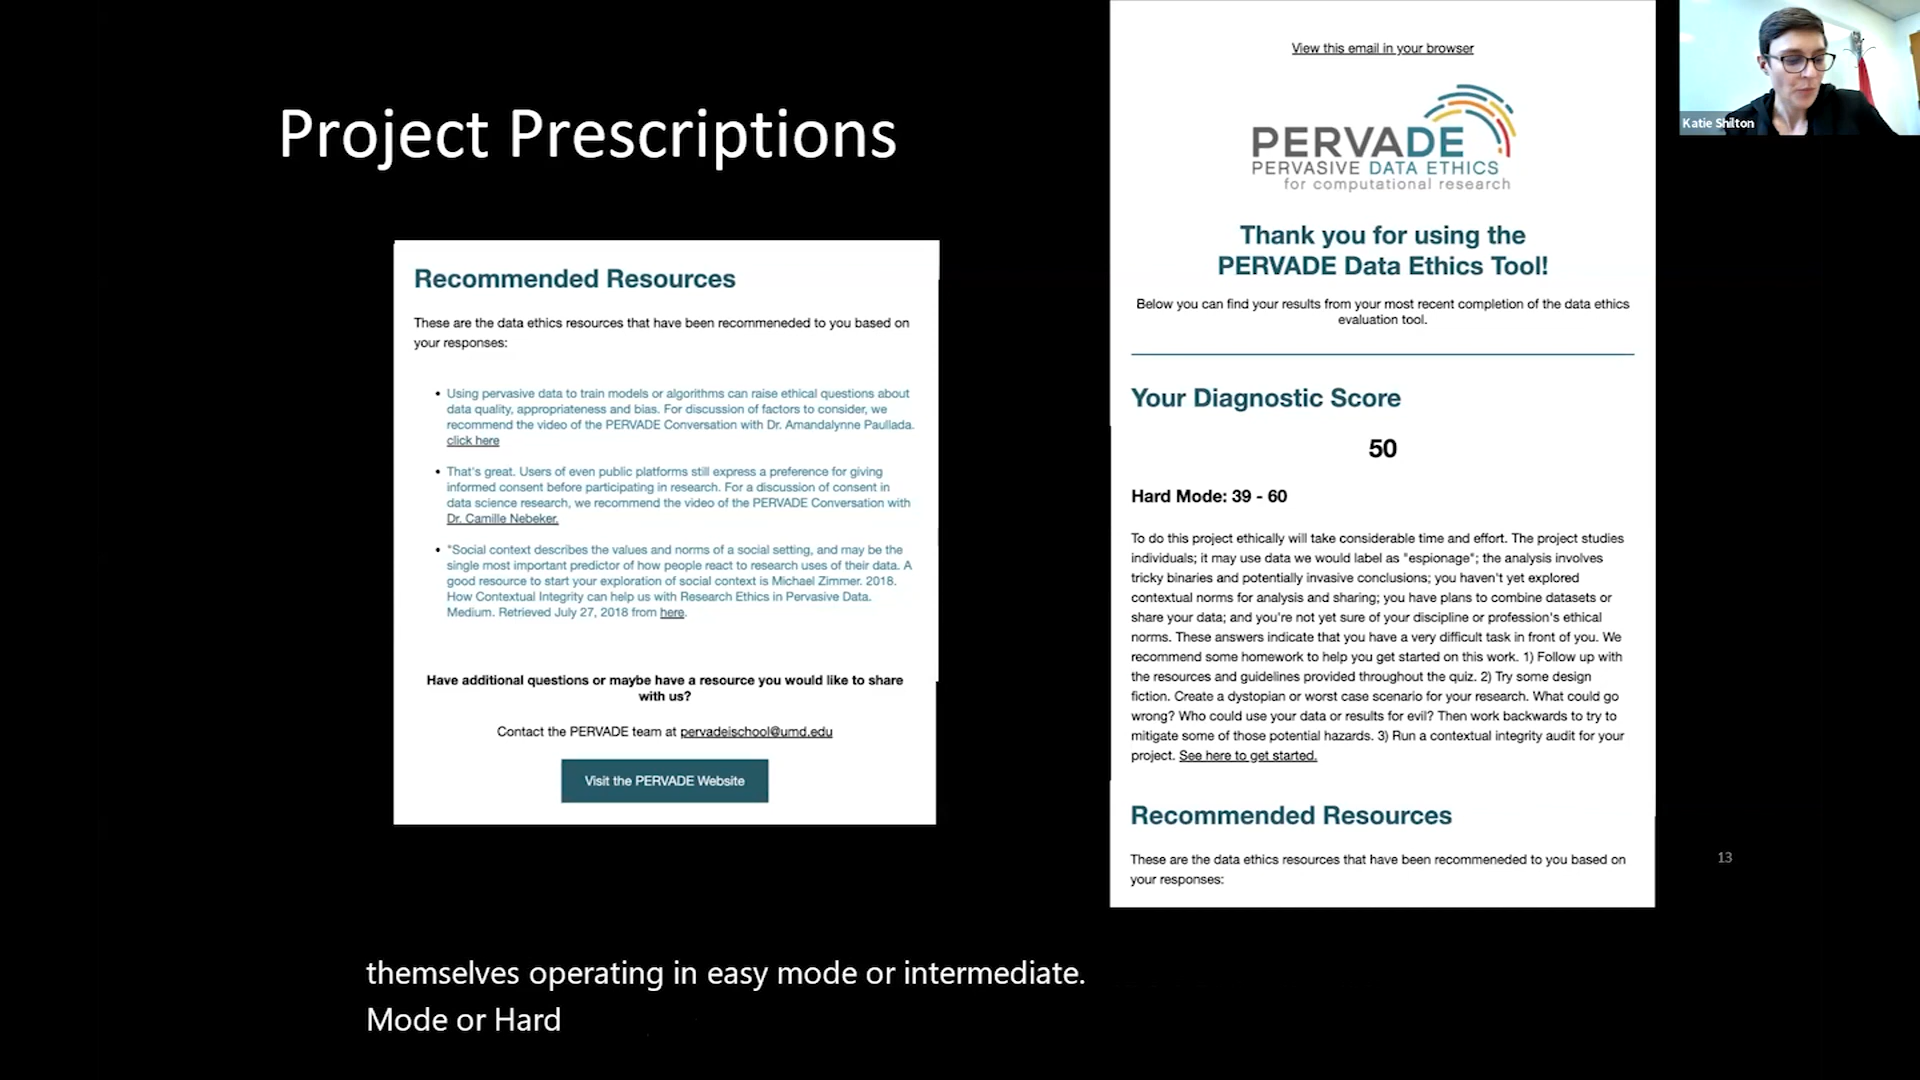 Project Prescriptions
Recommended Resources
These are the data ethics resources that have been recommeneded to you based on
your responses:
• Using pervasive data to train models or algorithms can raise ethical questions about
data quality, appropriateness and bias. For discussion of factors to consider, we
recommend the video of the PERVADE Conversation with Dr. Amandalynne Paullada.
click here
• That's great. Users of even public platforms still express a preference for giving
informed consent before participating in research. For a discussion of consent in
data science research, we recommend the video of the PERVADE Conversation with
Dr. Camille Nebeker.
• "Social context describes the values and norms of a social setting, and may be the
single most important predictor of how people react to research uses of their data. A
good resource to start your exploration of social context is Michael Zimmer. 2018.
How Contextual Integrity can help us with Research Ethics in Pervasive Data.
Medium. Retrieved July 27, 2018 from here.
Have additional questions or maybe have a resource you would like to share
with us?
Contact the PERVADE team at pervadeischool@umd.edu
Visit the PERVADE Website
View this email in your browser
PERVADE
PERVASIVE DATA ETHICS
for computational research
Thank you for using the
PERVADE Data Ethics Tool!
Below you can find your results from your most recent completion of the data ethics
evaluation tool.
Your Diagnostic Score
50
Hard Mode: 39 - 60
To do this project ethically will take considerable time and effort. The project studies
individuals; it may use data we would label as "espionage"; the analysis involves
tricky binaries and potentially invasive conclusions; you haven't yet explored
contextual norms for analysis and sharing; you have plans to combine datasets or
share your data; and you're not yet sure of your discipline or profession's ethical
norms. These answers indicate that you have a very difficult task in front of you. We
recommend some homework to help you get started on this work. 1) Follow up with
the resources and guidelines provided throughout the quiz. 2) Try some design
fiction. Create a dystopian or worst case scenario for your research. What could go
wrong? Who could use your data or results for evil? Then work backwards to try to
mitigate some of those potential hazards. 3) Run a contextual integrity audit for your
project. See here to get started.
Recommended Resources
These are the data ethics resources that have been recommeneded to you based on
your responses:
Katie Shilton
13
themselves operating in easy mode or intermediate.
Mode or Hard